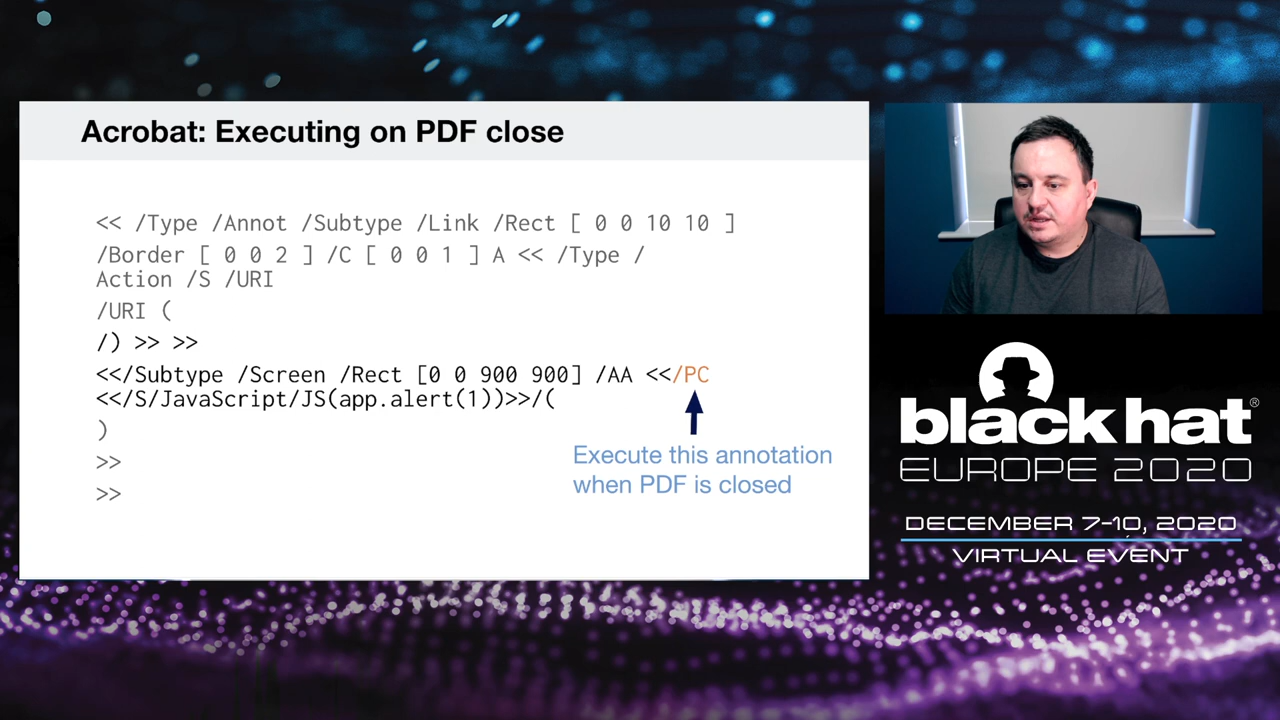 Acrobat: Executing on PDF close
<< /Type /Annot /Subtype /Link /Rect [ 0 0 10 10 ]
/Border [ 0 0 2 ] /C [ 0 0 1 ] A << /Type /
Action /S /URI
/URI (
/) >> >>
<</Subtype /Screen /Rect [0 0 900 900] /AA <</PC
<</S/JavaScript/JS(app.alert(1))>>/(
)
>>
>>
Execute this annotation
when PDF is closed
black hat®
EUROPE 2020
DECEMBER 7-10, 2020
VIRTUAL EVENT